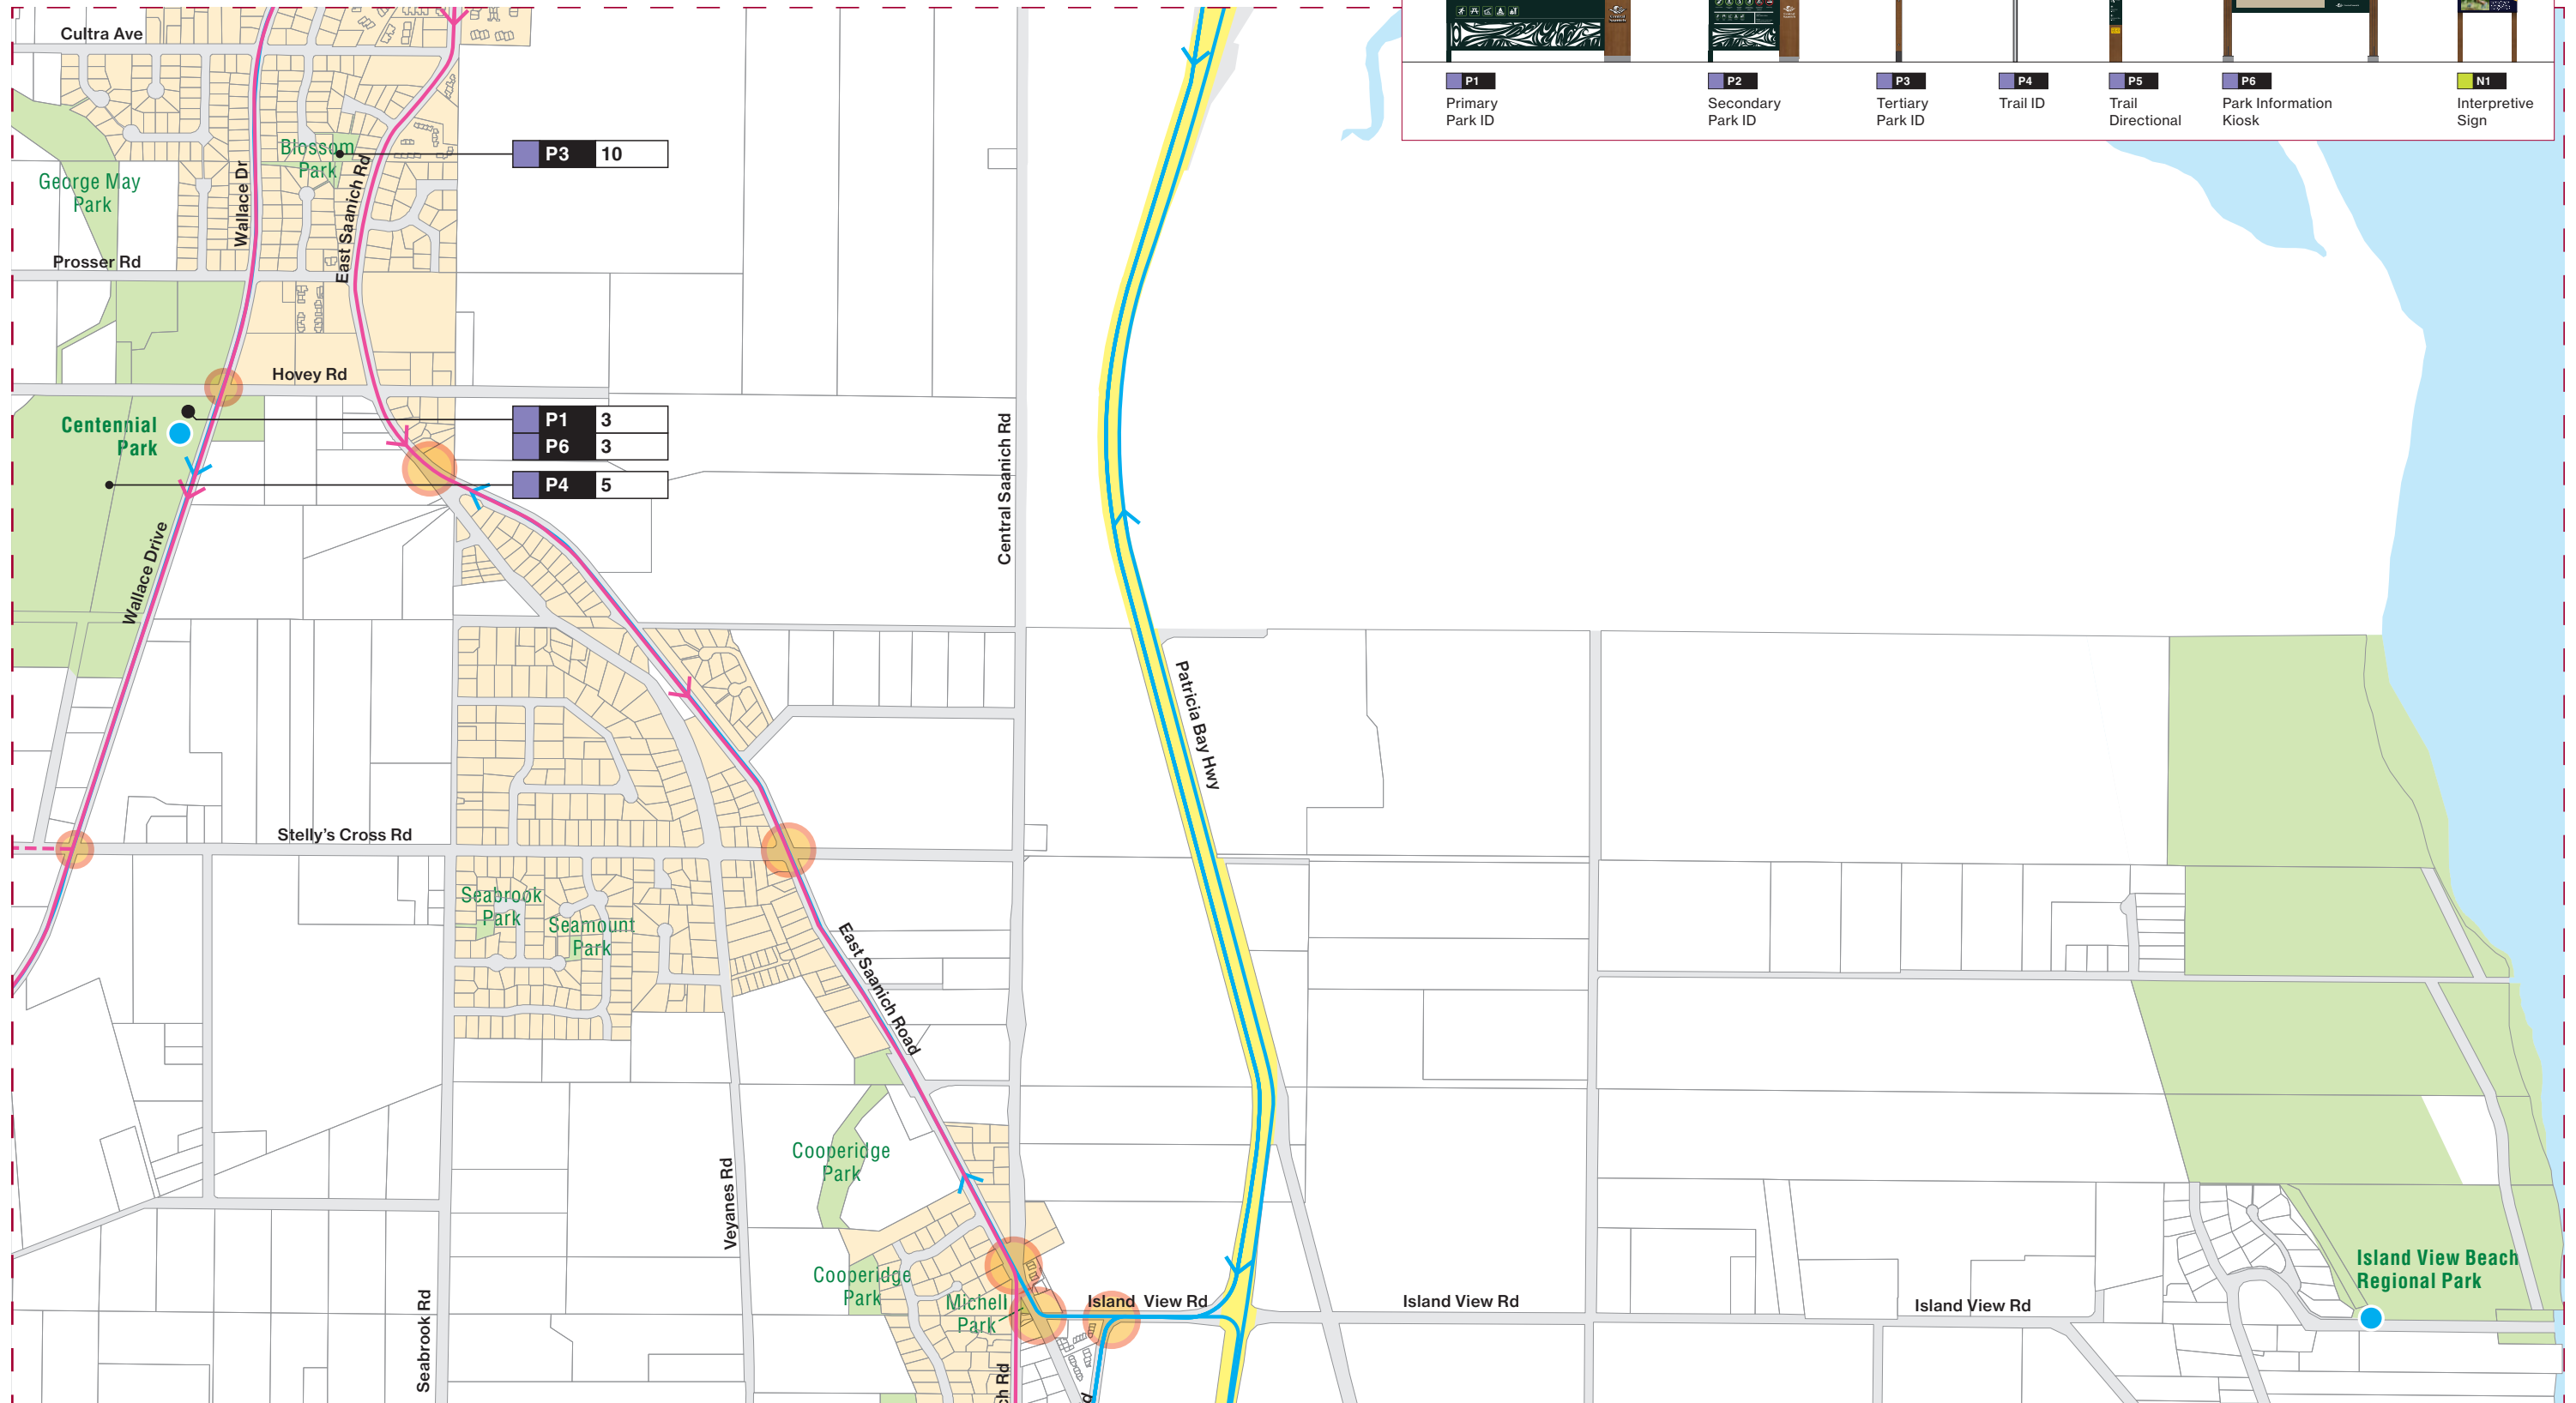 Cultra Ave
P1
P2
P3
P4
P5
P6
N1
Primary
Park ID
Secondary
Park ID
Tertiary
Park ID
Trail ID
Trail
Directional
Park Information
Kiosk
Interpretive
Sign
Blossom
Park
P3 10
George May
Park
Wallace Dr
East Saanich Rd
Prosser Rd
Hovey Rd
Centennial
Park
P1 3
P6 3
P4 5
Central Saanich Rd
Wallace Drive
Patricia Bay Hwy
Stelly's Cross Rd
Seabrook
Park
Seamount
Park
East Saanich Road
Cooperidge
Park
Veyanes Rd
Cooperidge
Park
Michell
Park
Island View Rd
Island View Rd
Island View Rd
Island View Beach
Regional Park
Seabrook Rd
ch Rd